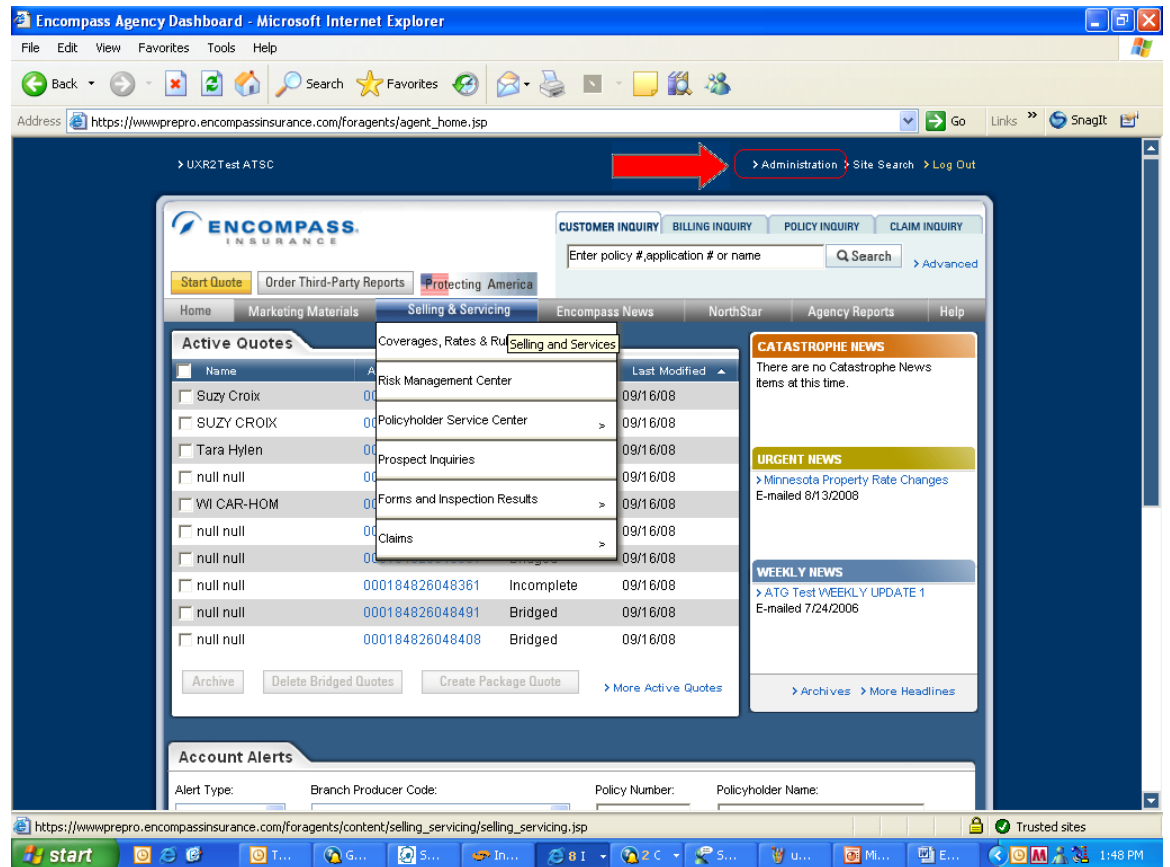 Encompass Agency Dashboard - Microsoft Internet Explorer
File Edit View Favorites Tools Help
Back Search Favorites
Address https://wwwprepro.encompassinsurance.com/foragents/agent_home.jsp Go Links » SnagIt
> UXR2Test ATSC > Administration > Site Search > Log Out
ENCOMPASS.
INSURANCE
CUSTOMER INQUIRY BILLING INQUIRY POLICY INQUIRY CLAIM INQUIRY
Enter policy #,application # or name Search > Advanced
Start Quote Order Third-Party Reports Protecting America
Home Marketing Materials Selling & Servicing Encompass News NorthStar Agency Reports Help
Active Quotes
Name Last Modified
Coverages, Rates &
Selling and Services
Risk Management Center
Policyholder Service Center >
Prospect Inquiries
Forms and Inspection Results >
Claims >
Suzy Croix 09/16/08
SUZY CROIX 09/16/08
Tara Hylen 09/16/08
null null 09/16/08
WI CAR-HOM 09/16/08
null null 09/16/08
null null 09/16/08
null null 000184826048361 Incomplete 09/16/08
null null 000184826048491 Bridged 09/16/08
null null 000184826048408 Bridged 09/16/08
Archive Delete Bridged Quotes Create Package Quote > More Active Quotes
CATASTROPHE NEWS
There are no Catastrophe News
items at this time.
URGENT NEWS
> Minnesota Property Rate Changes
E-mailed 8/13/2008
WEEKLY NEWS
> ATG Test WEEKLY UPDATE 1
E-mailed 7/24/2006
> Archives > More Headlines
Account Alerts
Alert Type: Branch Producer Code: Policy Number: Policyholder Name:
https://wwwprepro.encompassinsurance.com/foragents/content/selling_servicing/selling_servicing.jsp Trusted sites
start T... G... S... In... 8 I 2 C S... u... Mi... E... 1:48 PM